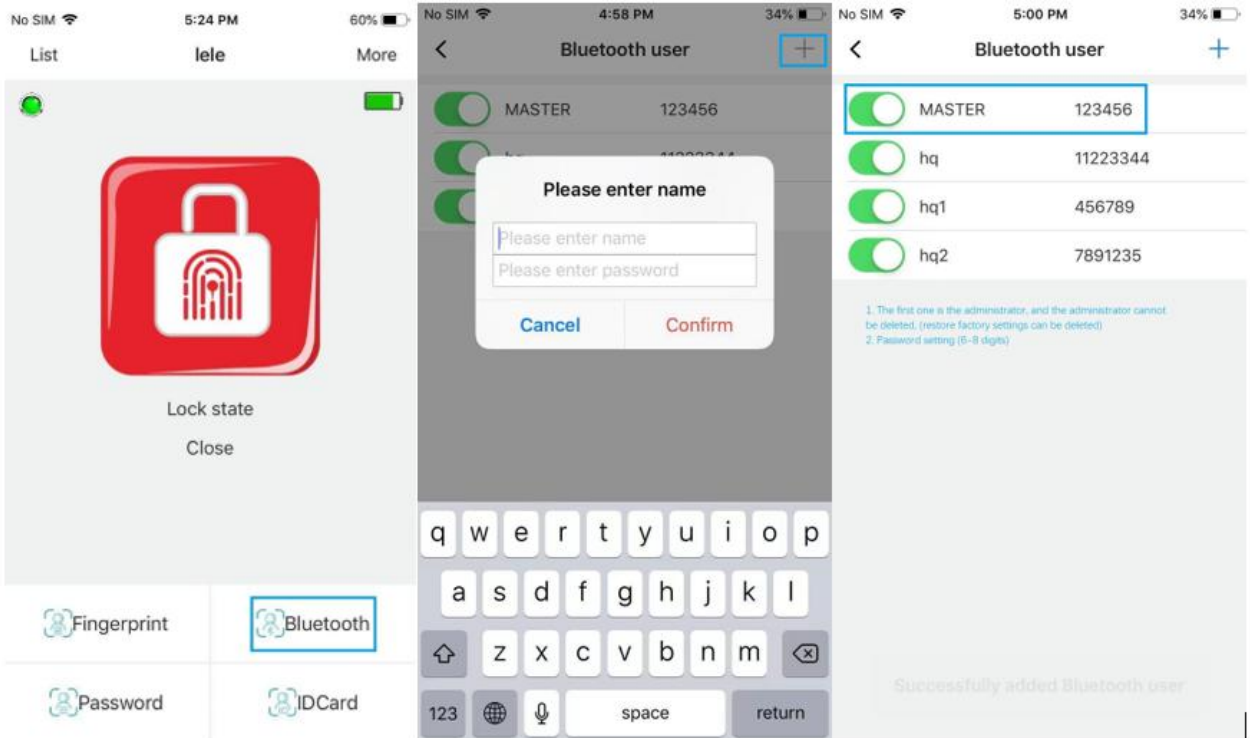 No SIM 5:24 PM 60%
List lele More
Lock state
Close
Fingerprint Bluetooth
Password IDCard
No SIM 4:58 PM 34%
Bluetooth user
MASTER 123456
Please enter name
Please enter name
Please enter password
Cancel Confirm
q w e r t y u i o p
a s d f g h j k l
z x c v b n m
123 space return
No SIM 5:00 PM 34%
Bluetooth user
MASTER 123456
hq 11223344
hq1 456789
hq2 7891235
1. The first one is the administrator, and the administrator cannot
be deleted, (restore factory settings can be deleted)
2. Password setting (6-8 digits)
Successfully added Bluetooth user